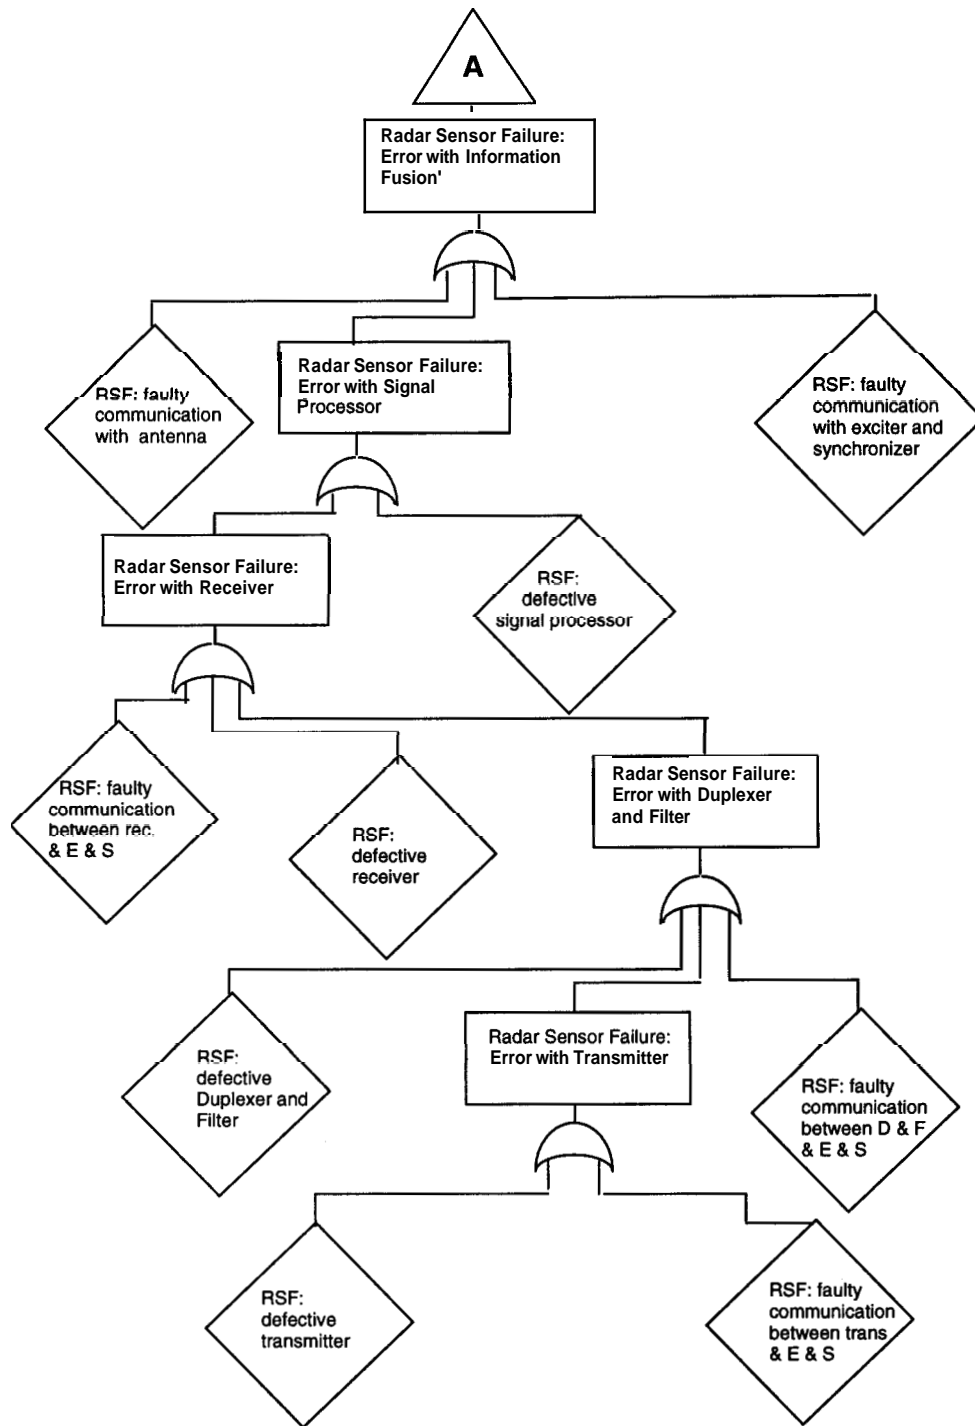 A
Radar Sensor Failure:
Error with Information
Fusion'
RSF: faulty
communication
with antenna
Radar Sensor Failure:
Error with Signal
Processor
RSF: faulty
communication
with exciter and
synchronizer
Radar Sensor Failure:
Error with Receiver
RSF:
defective
signal processor
RSF: faulty
communication
between rec.
& E & S
RSF:
defective
receiver
Radar Sensor Failure:
Error with Duplexer
and Filter
RSF:
defective
Duplexer and
Filter
Radar Sensor Failure:
Error with Transmitter
RSF: faulty
communication
between D & F
& E & S
RSF:
defective
transmitter
RSF: faulty
communication
between trans
& E & S